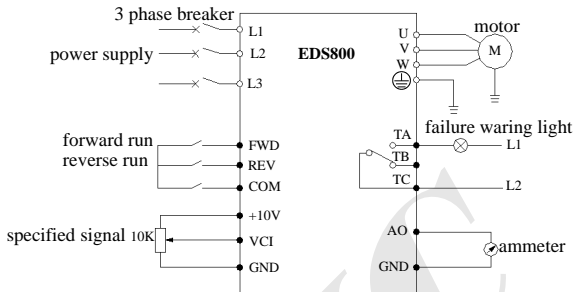 3 phase breaker
L1
power supply
L2
L3
EDS800
U
V
W
motor
M
forward run
FWD
reverse run
REV
COM
TA
TB
TC
failure waring light
L1
L2
+10V
specified signal 10K
VCI
GND
AO
GND
ammeter